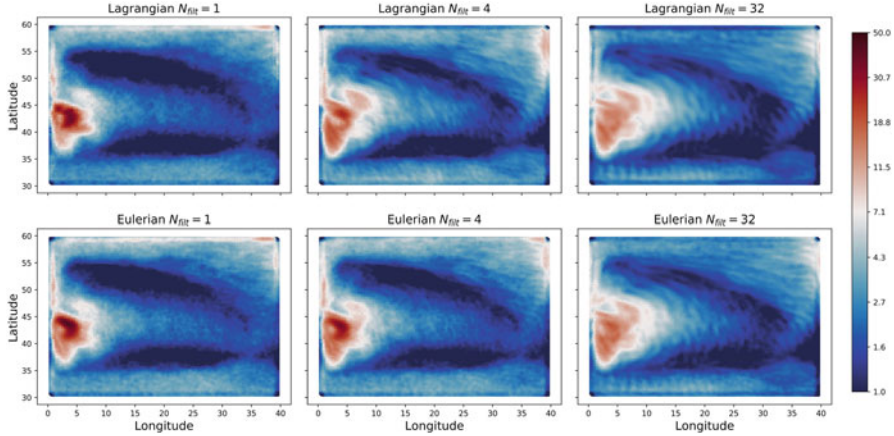 Lagrangian N_filt = 1
Lagrangian N_filt = 4
Lagrangian N_filt = 32
Latitude
60
55
50
45
40
35
30
50.0
30.7
18.8
11.5
7.1
4.3
2.7
1.6
1.0
Eulerian N_filt = 1
Eulerian N_filt = 4
Eulerian N_filt = 32
Latitude
60
55
50
45
40
35
30
0 5 10 15 20 25 30 35 40
0 5 10 15 20 25 30 35 40
0 5 10 15 20 25 30 35 40
Longitude
Longitude
Longitude